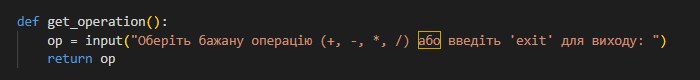 def get_operation():
    op = input("Оберіть бажану операцію (+, -, *, /) або введіть 'exit' для виходу: ")
    return op